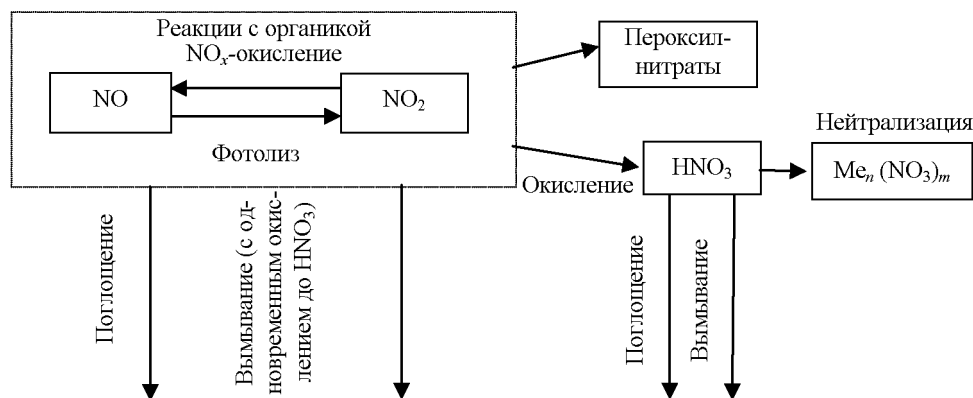 Реакции с органикой
NOx-окисление
NO
NO2
Фотолиз
Пероксил-
нитраты
Нейтрализация
Окисление
HNO3
Men (NO3)m
Поглощение
Вымывание (с од-
новременным окис-
лением до HNO3)
Поглощение
Вымывание